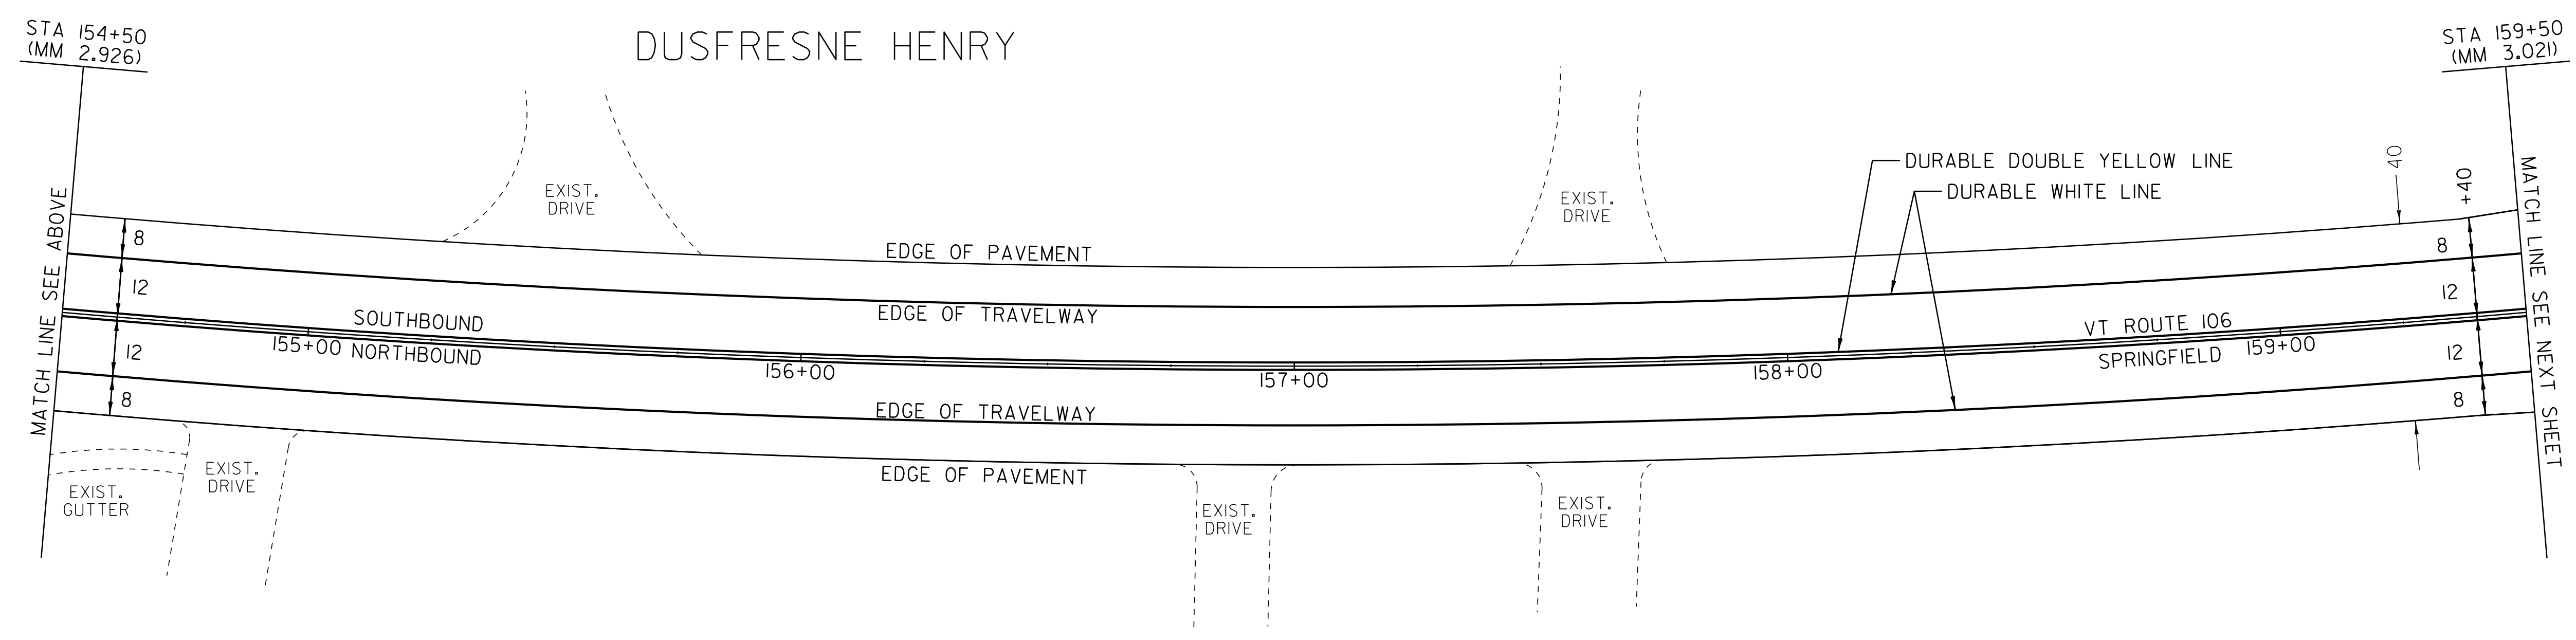 STA 154+50
(MM 2.926)
DUSFRESNE HENRY
STA 159+50
(MM 3.021)
MATCH LINE SEE ABOVE
EXIST.
DRIVE
EXIST.
DRIVE
DURABLE DOUBLE YELLOW LINE
DURABLE WHITE LINE
40
+40
MATCH LINE SEE NEXT SHEET
8
EDGE OF PAVEMENT
8
12
EDGE OF TRAVELWAY
12
SOUTHBOUND
VT ROUTE 106
155+00
NORTHBOUND
156+00
157+00
158+00
SPRINGFIELD
159+00
12
12
8
EDGE OF TRAVELWAY
8
EDGE OF PAVEMENT
EXIST.
GUTTER
EXIST.
DRIVE
EXIST.
DRIVE
EXIST.
DRIVE